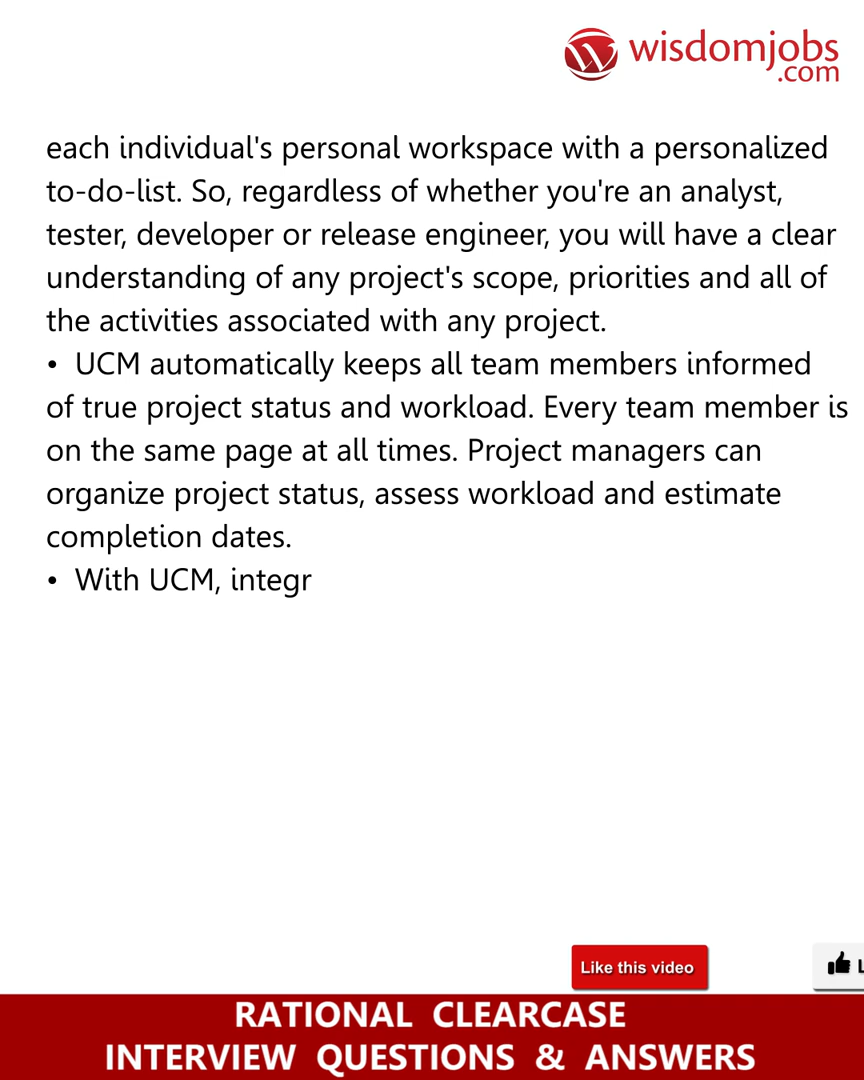 wisdomjobs
.com
each individual's personal workspace with a personalized
to-do-list. So, regardless of whether you're an analyst,
tester, developer or release engineer, you will have a clear
understanding of any project's scope, priorities and all of
the activities associated with any project.
• UCM automatically keeps all team members informed
of true project status and workload. Every team member is
on the same page at all times. Project managers can
organize project status, assess workload and estimate
completion dates.
• With UCM, integr
Like this video
L
RATIONAL CLEARCASE
INTERVIEW QUESTIONS & ANSWERS